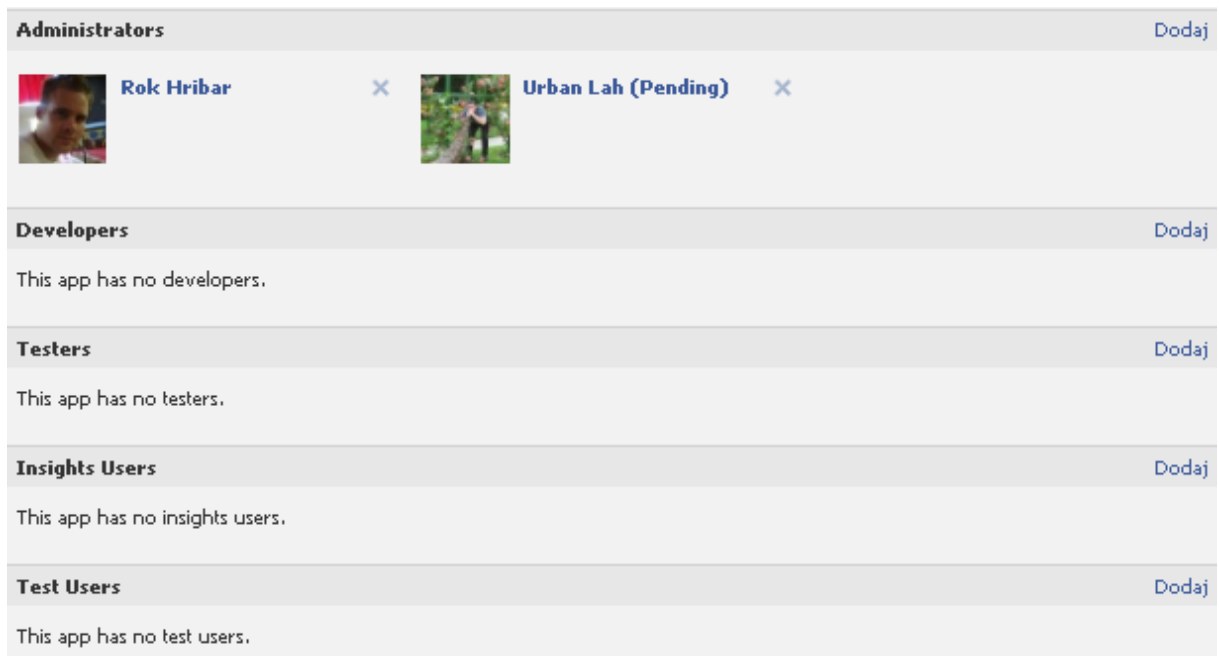 Administrators Dodaj
Rok Hribar Urban Lah (Pending)
Developers Dodaj
This app has no developers.
Testers Dodaj
This app has no testers.
Insights Users Dodaj
This app has no insights users.
Test Users Dodaj
This app has no test users.